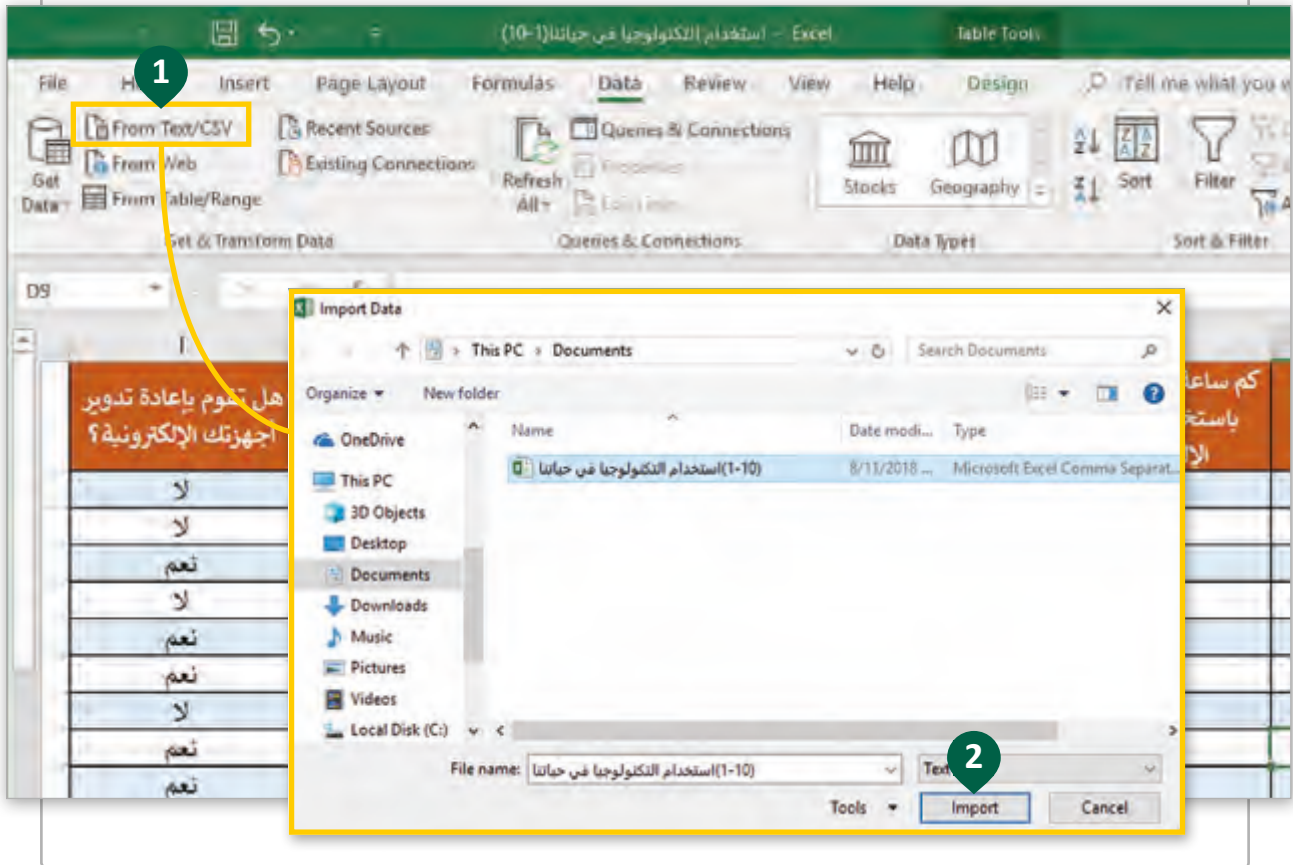 استخدام التكنولوجيا في حياتنا(1-10) - Excel
Table Tools
File
Insert
Page Layout
Formulas
Data
Review
View
Help
Design
Tell me what you
1
From Text/CSV
From Web
From Table/Range
Get Data
Recent Sources
Existing Connections
Get & Transform Data
Refresh All
Queries & Connections
Properties
Queries & Connections
Stocks
Geography
Data Types
Sort
Filter
Sort & Filter
D9
هل تقوم بإعادة تدوير
أجهزتك الإلكترونية؟
لا
لا
نعم
لا
نعم
نعم
لا
نعم
نعم
كم ساعة
Import Data
This PC > Documents
Search Documents
Organize
New folder
OneDrive
This PC
3D Objects
Desktop
Documents
Downloads
Music
Pictures
Videos
Local Disk (C:)
Name
Date modi...
Type
استخدام التكنولوجيا في حياتنا(1-10)
8/11/2018 ...
Microsoft Excel Comma Separat...
File name:
استخدام التكنولوجيا في حياتنا(1-10)
2
Tools
Import
Cancel